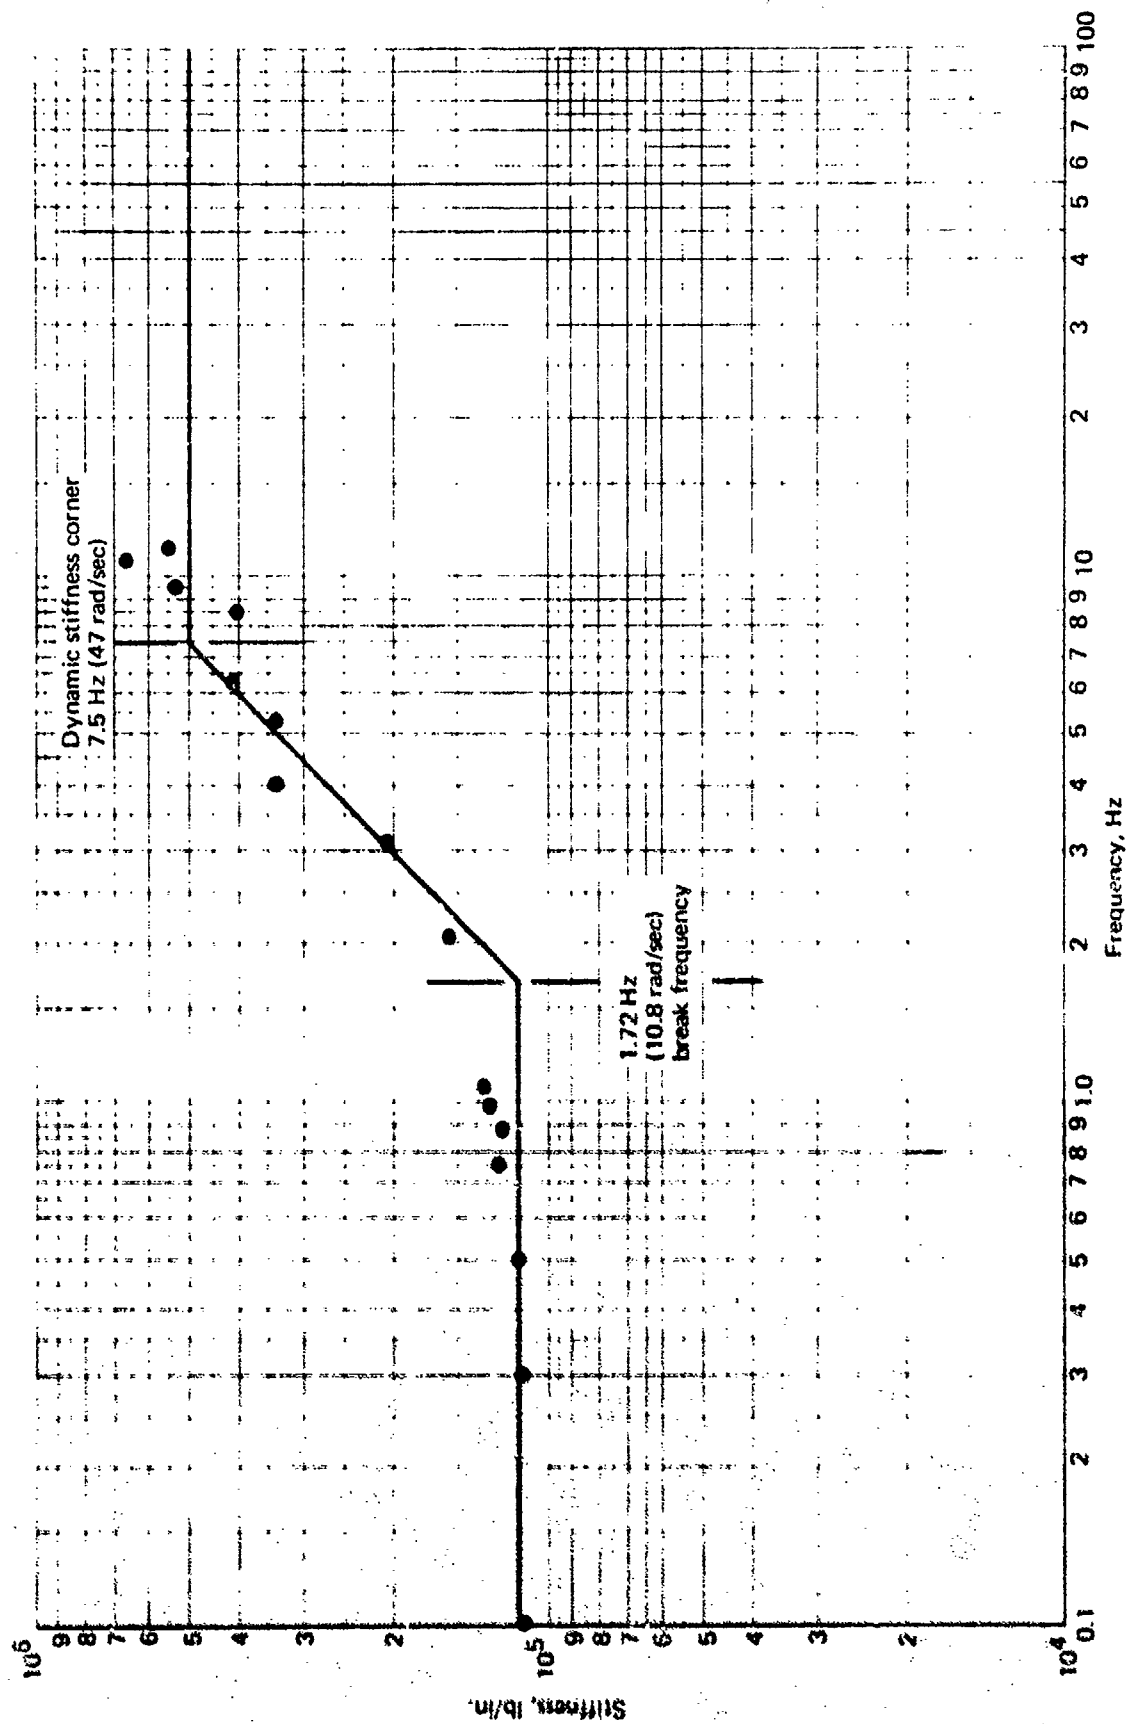 Dynamic stiffness corner
7.5 Hz (47 rad/sec)
1.72 Hz
(10.8 rad/sec)
break frequency
Stiffness, lb/in.
10⁶
9
8
7
6
5
4
3
2
10⁵
9
8
7
6
5
4
3
2
10⁴
0.1 2 3 4 5 6 7 8 9 1.0 2 3 4 5 6 7 8 9 10 2 3 4 5 6 7 8 9 100
Frequency, Hz